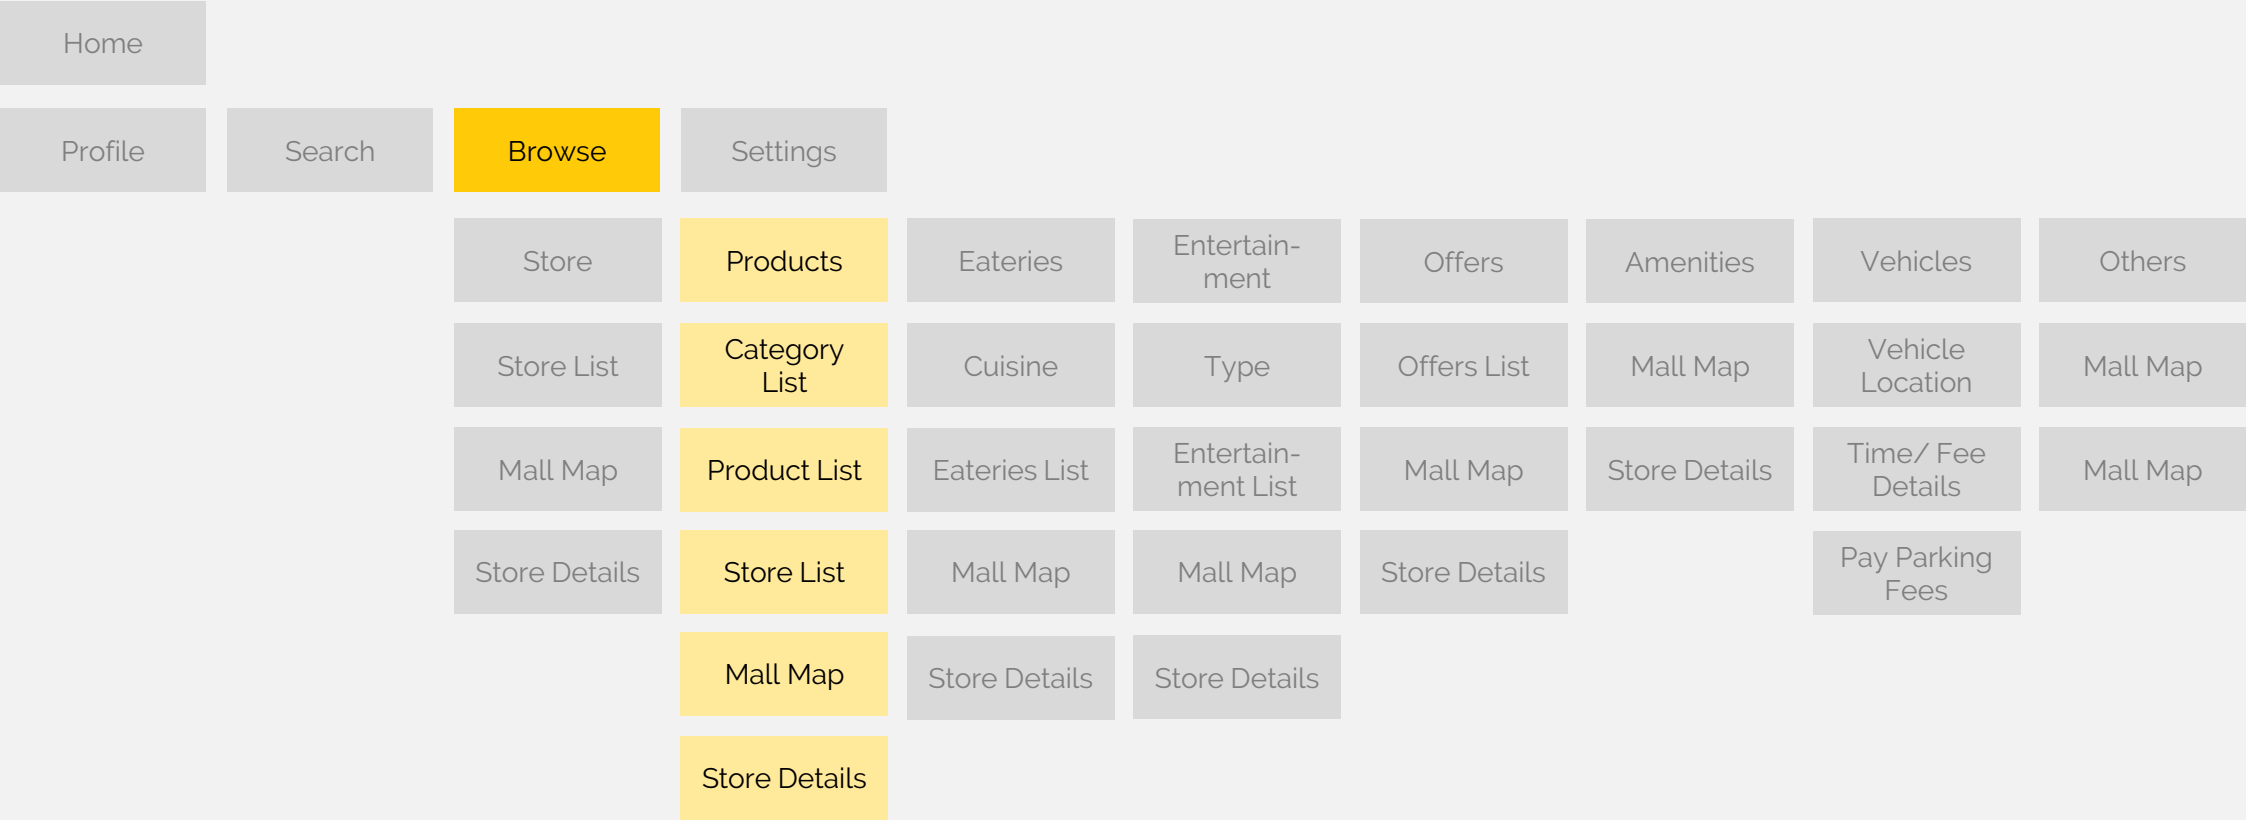 Home
Profile
Search
Browse
Settings
Store
Products
Eateries
Entertain-
ment
Offers
Amenities
Vehicles
Others
Store List
Category
List
Cuisine
Type
Offers List
Mall Map
Vehicle
Location
Mall Map
Mall Map
Product List
Eateries List
Entertain-
ment List
Mall Map
Store Details
Time/ Fee
Details
Mall Map
Store Details
Store List
Mall Map
Mall Map
Store Details
Pay Parking
Fees
Mall Map
Store Details
Store Details
Store Details